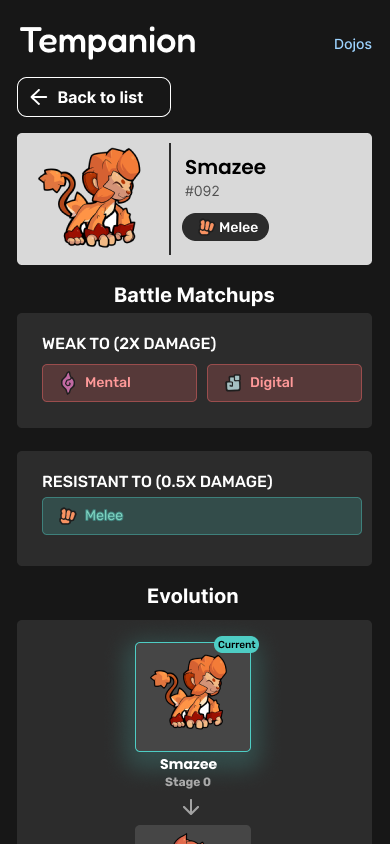 Tempanion
Dojos
Back to list
Smazee
#092
Melee
Battle Matchups
WEAK TO (2X DAMAGE)
Mental
Digital
RESISTANT TO (0.5X DAMAGE)
Melee
Evolution
Current
Smazee
Stage 0